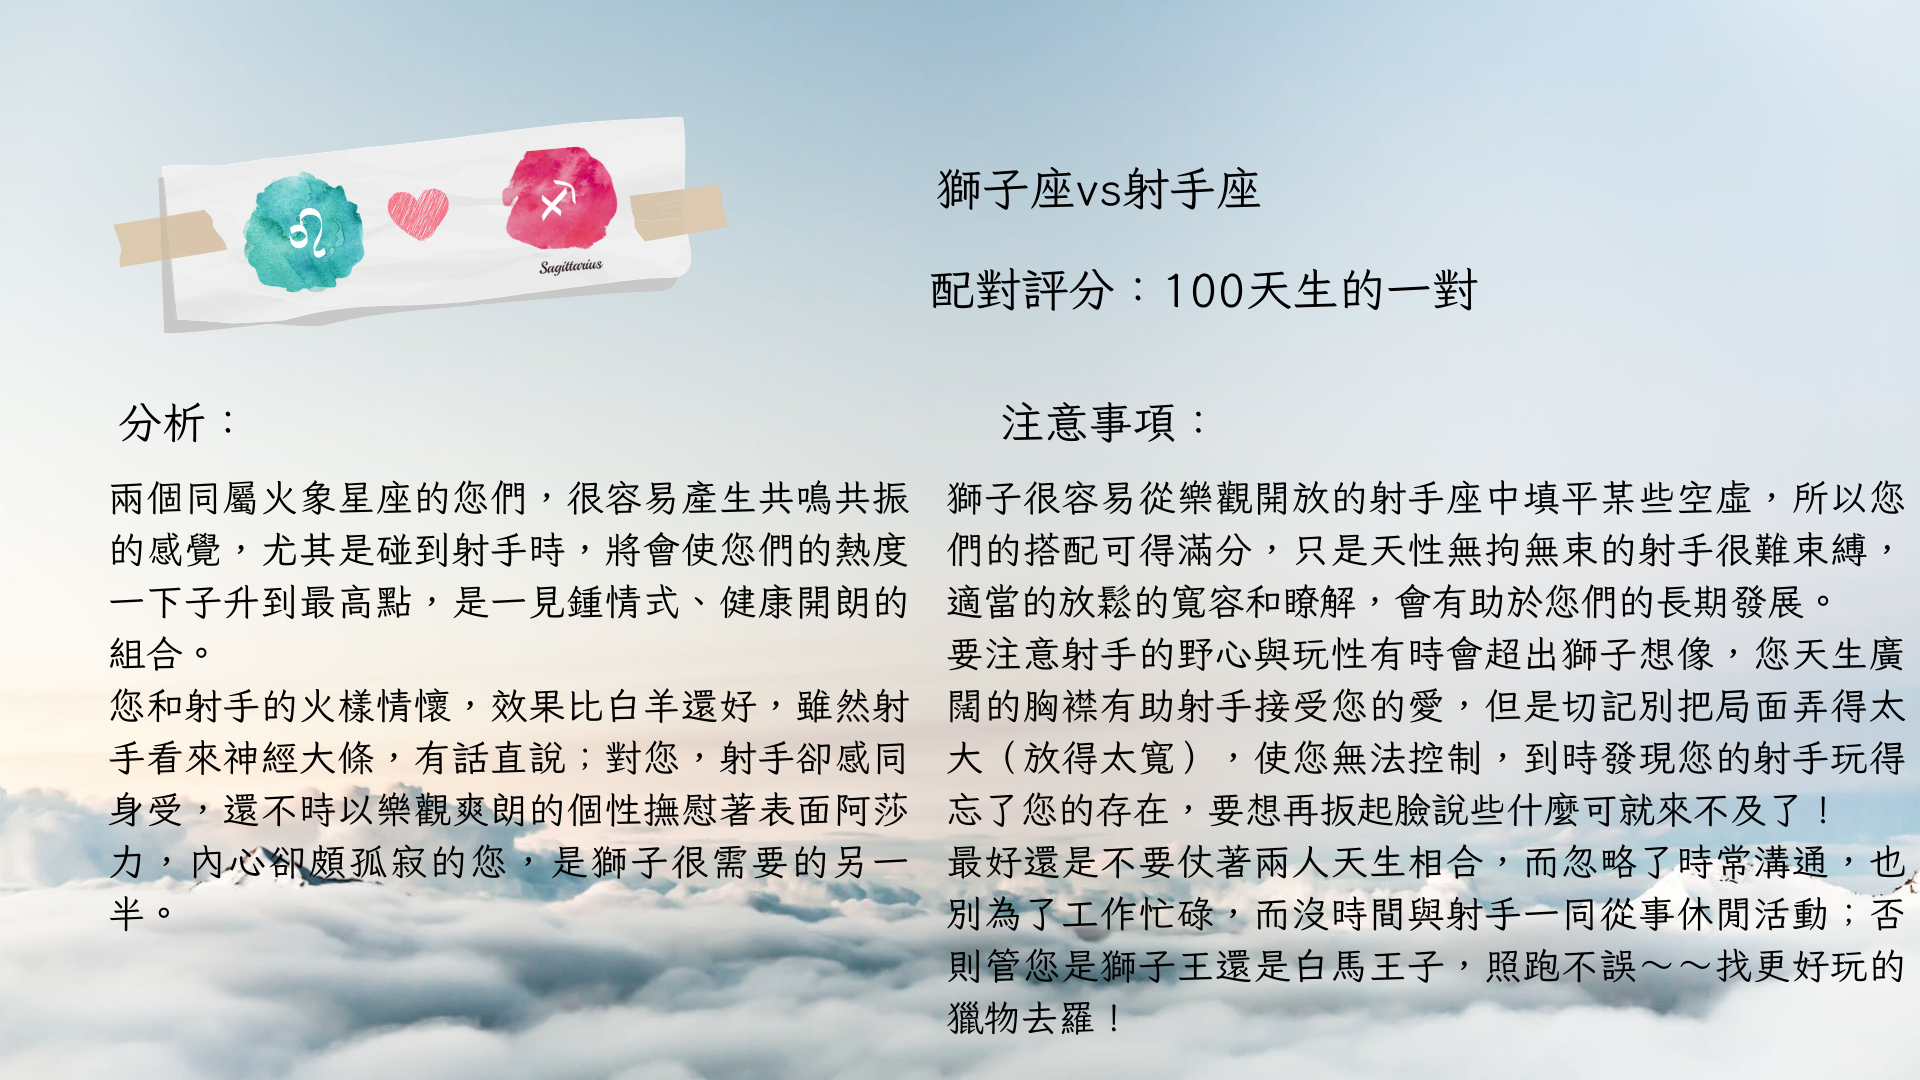 Sagittarius
獅子座vs射手座
配對評分：100天生的一對
分析：
兩個同屬火象星座的您們，很容易產生共鳴共振
的感覺，尤其是碰到射手時，將會使您們的熱度
一下子升到最高點，是一見鍾情式、健康開朗的
組合。
您和射手的火樣情懷，效果比白羊還好，雖然射
手看來神經大條，有話直說；對您，射手卻感同
身受，還不時以樂觀爽朗的個性撫慰著表面阿莎
力，內心卻頗孤寂的您，是獅子很需要的另一
半。
注意事項：
獅子很容易從樂觀開放的射手座中填平某些空虛，所以您
們的搭配可得滿分，只是天性無拘無束的射手很難束縛，
適當的放鬆的寬容和瞭解，會有助於您們的長期發展。
要注意射手的野心與玩性有時會超出獅子想像，您天生廣
闊的胸襟有助射手接受您的愛，但是切記別把局面弄得太
大（放得太寬），使您無法控制，到時發現您的射手玩得
忘了您的存在，要想再扳起臉說些什麼可就來不及了！
最好還是不要仗著兩人天生相合，而忽略了時常溝通，也
別為了工作忙碌，而沒時間與射手一同從事休閒活動；否
則管您是獅子王還是白馬王子，照跑不誤～～找更好玩的
獵物去羅！